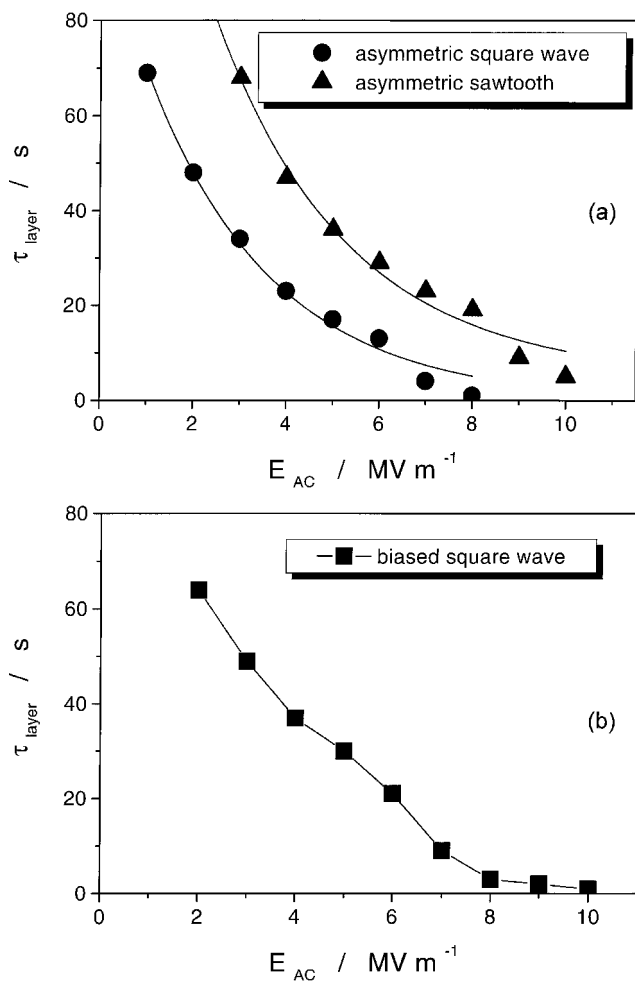 80
asymmetric square wave
asymmetric sawtooth
60
40
(a)
20
0
0 2 4 6 8 10
τ layer / s
E AC / MV m -1
80
biased square wave
60
40
(b)
20
0
0 2 4 6 8 10
τ layer / s
E AC / MV m -1